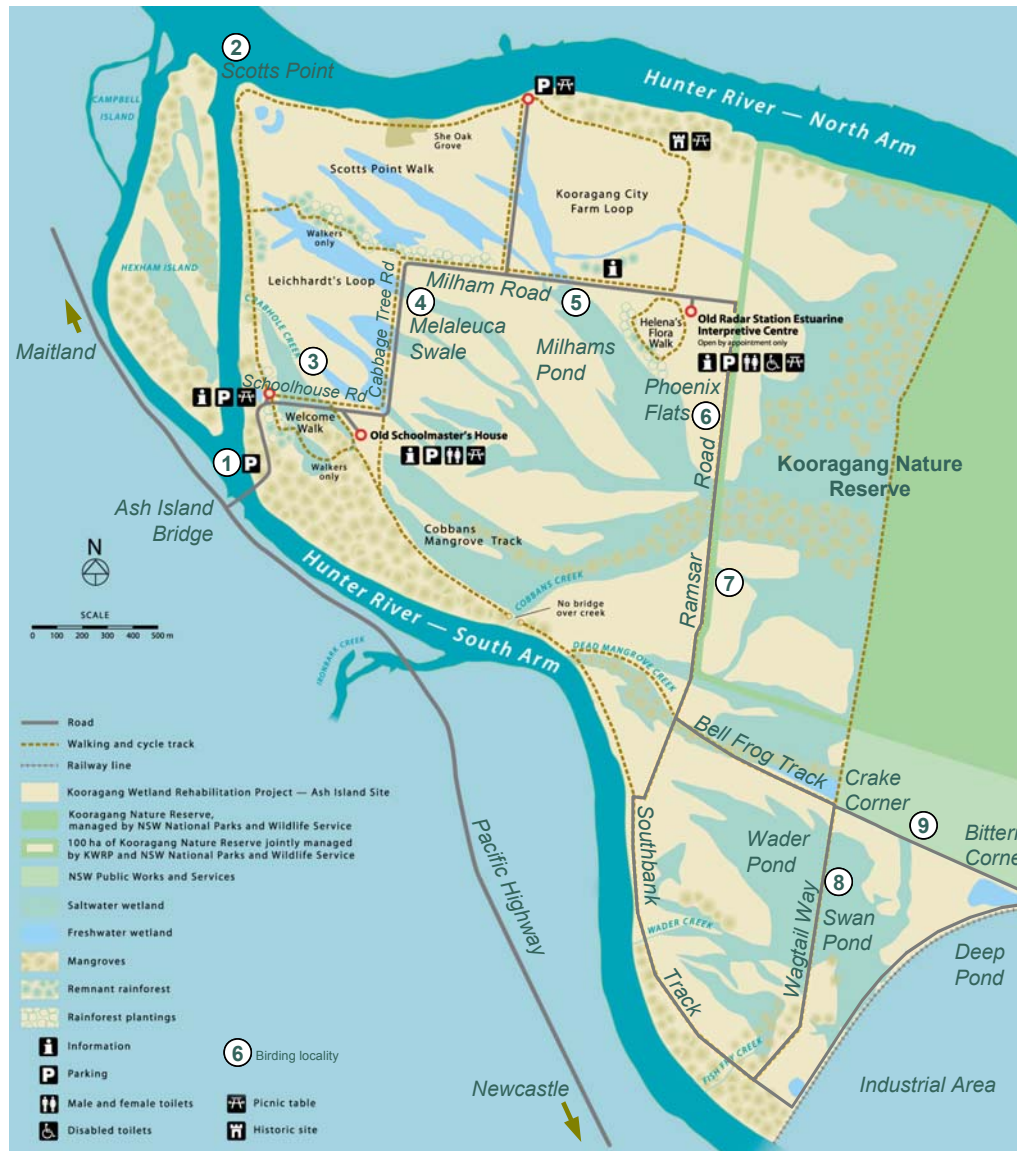 2
Scotts Point
CAMPBELL
ISLAND
Hunter River — North Arm
P
She Oak
Grove
Scotts Point Walk
Kooragang City
Farm Loop
Walkers
only
HEXHAM ISLAND
Leichhardt's Loop
CRABHOLE CREEK
Cabbage Tree Rd
Milham Road
i
4
5
Melaleuca
Swale
Milhams
Pond
Helena's
Flora
Walk
Old Radar Station Estuarine
Interpretive Centre
Open by appointment only
i P
Maitland
3
Schoolhouse Rd
i P
Phoenix
Flats
6
Welcome
Walk
Old Schoolmaster's House
i P
Walkers
only
1
P
Ash Island
Bridge
Kooragang Nature
Reserve
Ramsar Road
Cobbans
Mangrove Track
N
SCALE
0 100 200 300 400 500 m
COBBANS CREEK
No bridge
over creek
7
Hunter River — South Arm
IRONBARK CREEK
DEAD MANGROVE CREEK
Bell Frog Track
Crake
Corner
9
Bittern
Corne
Southbank
Track
Wader
Pond
8
Swan
Pond
Wagtail Way
WADER CREEK
Deep
Pond
FISH FRY CREEK
Industrial Area
Pacific Highway
Newcastle
Road
Walking and cycle track
Railway line
Kooragang Wetland Rehabilitation Project — Ash Island Site
Kooragang Nature Reserve,
managed by NSW National Parks and Wildlife Service
100 ha of Kooragang Nature Reserve jointly managed
by KWRP and NSW National Parks and Wildlife Service
NSW Public Works and Services
Saltwater wetland
Freshwater wetland
Mangroves
Remnant rainforest
Rainforest plantings
i Information
P Parking
Male and female toilets
Disabled toilets
6 Birding locality
Picnic table
Historic site